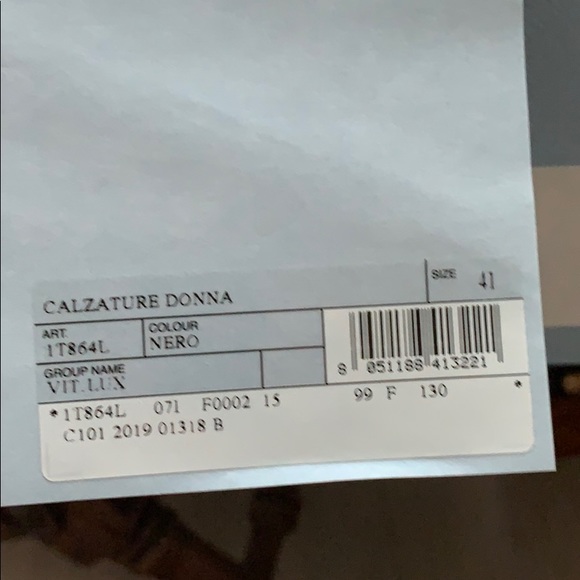 CALZATURE DONNA
SIZE 41
ART. 1T864L
COLOUR NERO
GROUP NAME
VIT.LUX
8 051188 413221
*1T864L 071 F0002 15 99 F 130 *
C101 2019 01318 B